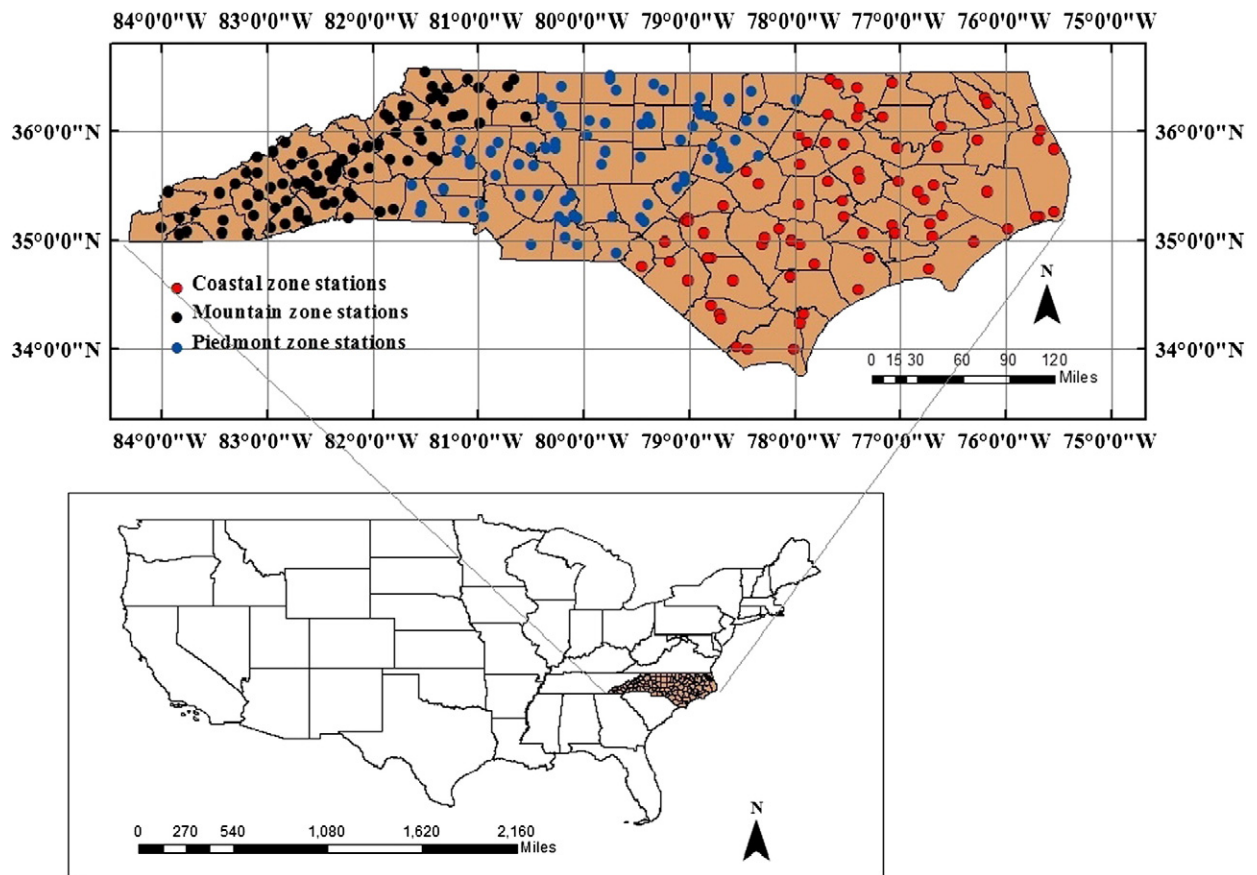 84°0'0"W 83°0'0"W 82°0'0"W 81°0'0"W 80°0'0"W 79°0'0"W 78°0'0"W 77°0'0"W 76°0'0"W 75°0'0"W
36°0'0"N 36°0'0"N
35°0'0"N 35°0'0"N
Coastal zone stations
N
Mountain zone stations
Piedmont zone stations
34°0'0"N 34°0'0"N
0 15 30 60 90 120
Miles
84°0'0"W 83°0'0"W 82°0'0"W 81°0'0"W 80°0'0"W 79°0'0"W 78°0'0"W 77°0'0"W 76°0'0"W 75°0'0"W
N
0 270 540 1,080 1,620 2,160
Miles